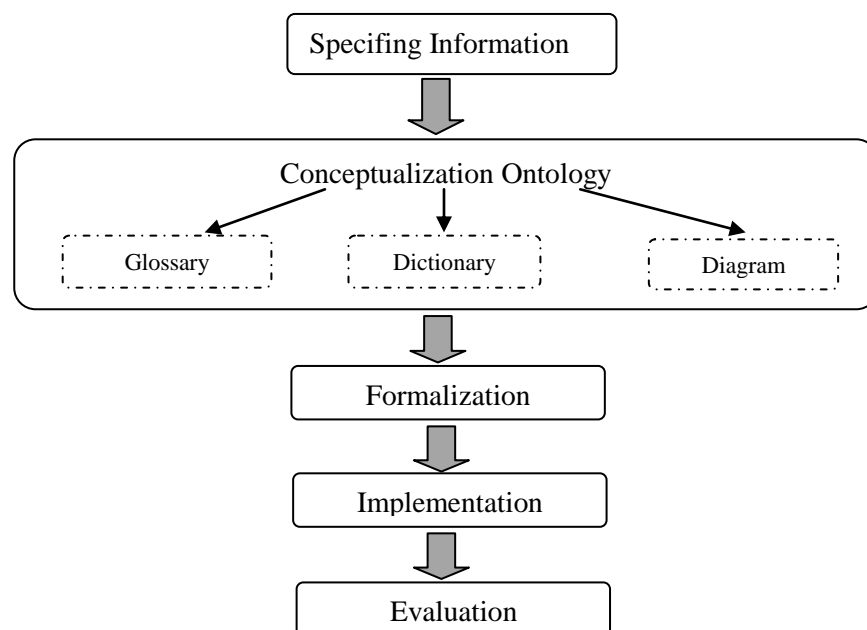 Specifing Information
Conceptualization Ontology
Glossary
Dictionary
Diagram
Formalization
Implementation
Evaluation